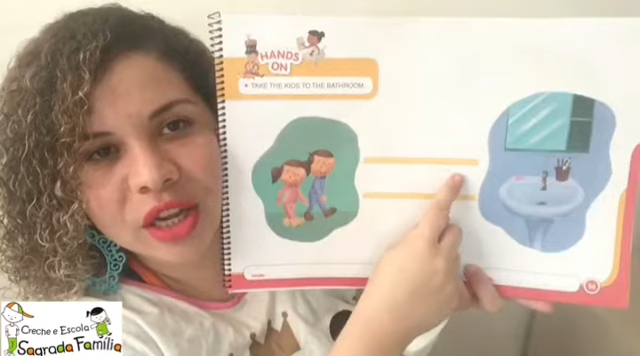 HANDS
ON
TAKE THE KIDS TO THE BATHROOM.
Creche e Escola
Sagrada Família